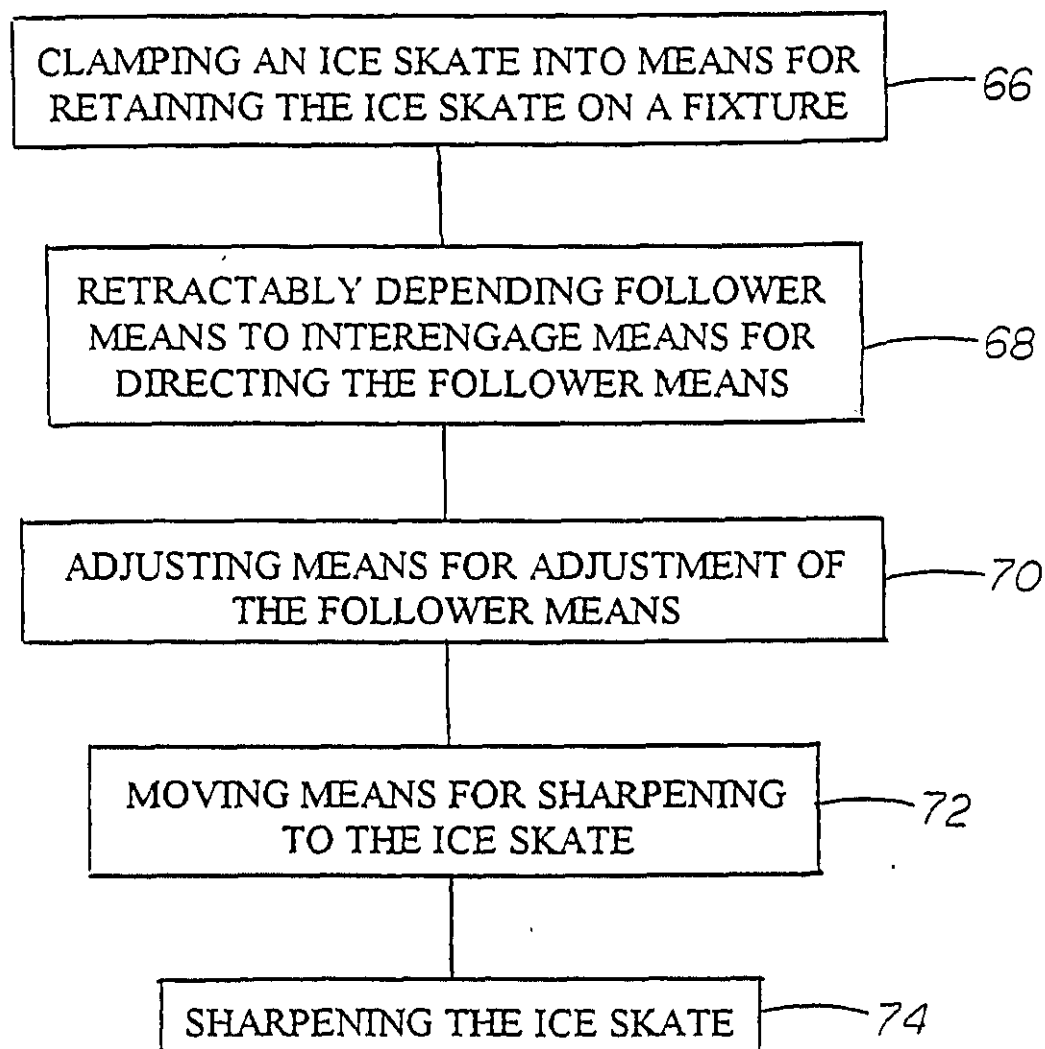 CLAMPING AN ICE SKATE INTO MEANS FOR
RETAINING THE ICE SKATE ON A FIXTURE
66
RETRACTABLY DEPENDING FOLLOWER
MEANS TO INTERENGAGE MEANS FOR
DIRECTING THE FOLLOWER MEANS
68
ADJUSTING MEANS FOR ADJUSTMENT OF
THE FOLLOWER MEANS
70
MOVING MEANS FOR SHARPENING
TO THE ICE SKATE
72
SHARPENING THE ICE SKATE
74